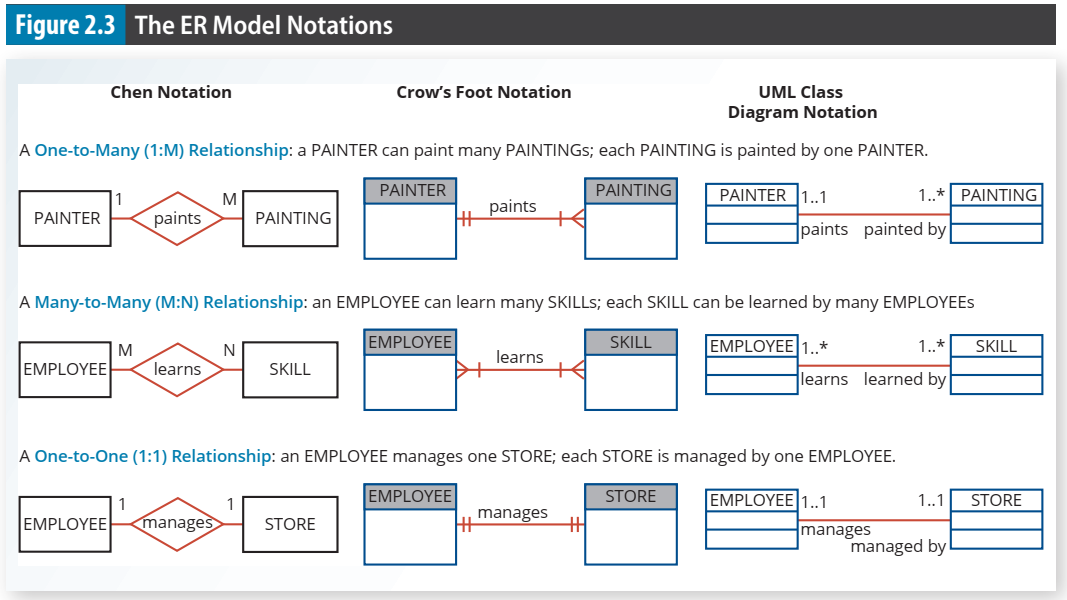 Figure 2.3 The ER Model Notations
Chen Notation
Crow's Foot Notation
UML Class
Diagram Notation
A One-to-Many (1:M) Relationship: a PAINTER can paint many PAINTINGs; each PAINTING is painted by one PAINTER.
PAINTER
1
paints
M
PAINTING
PAINTER
paints
PAINTING
PAINTER
1..1
1..*
PAINTING
paints
painted by
A Many-to-Many (M:N) Relationship: an EMPLOYEE can learn many SKILLs; each SKILL can be learned by many EMPLOYEEs
EMPLOYEE
M
learns
N
SKILL
EMPLOYEE
learns
SKILL
EMPLOYEE
1..*
1..*
SKILL
learns
learned by
A One-to-One (1:1) Relationship: an EMPLOYEE manages one STORE; each STORE is managed by one EMPLOYEE.
EMPLOYEE
1
manages
1
STORE
EMPLOYEE
manages
STORE
EMPLOYEE
1..1
1..1
STORE
manages
managed by